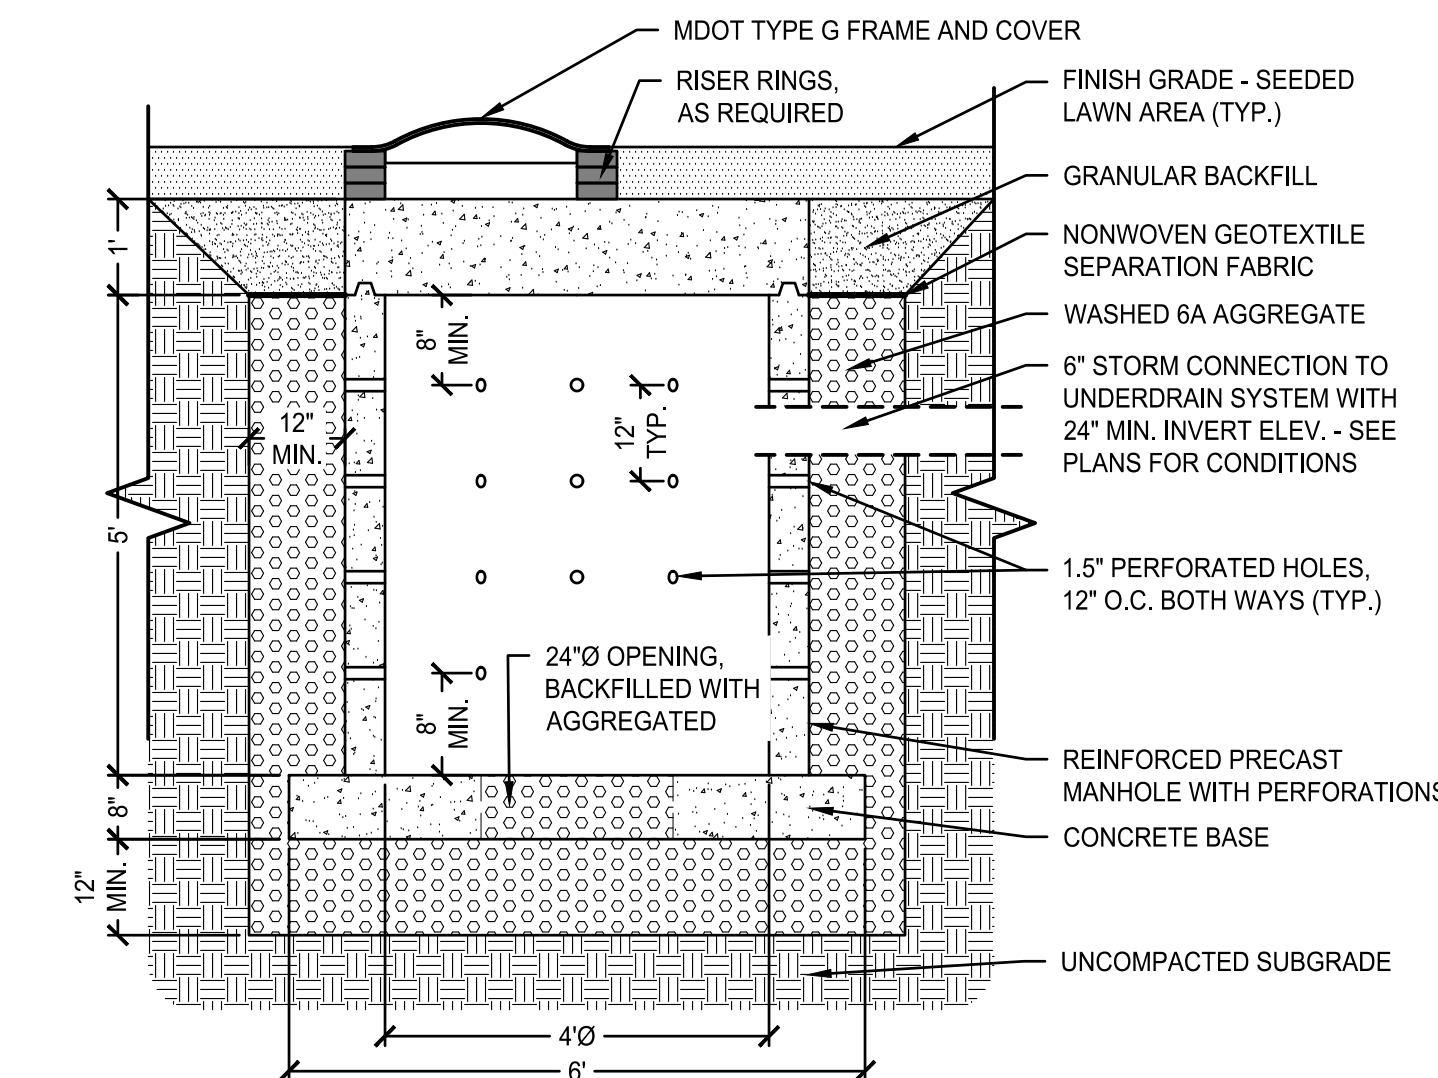 MDOT TYPE G FRAME AND COVER
RISER RINGS,
AS REQUIRED
FINISH GRADE - SEEDED
LAWN AREA (TYP.)
GRANULAR BACKFILL
NONWOVEN GEOTEXTILE
SEPARATION FABRIC
WASHED 6A AGGREGATE
6" STORM CONNECTION TO
UNDERDRAIN SYSTEM WITH
24" MIN. INVERT ELEV. - SEE
PLANS FOR CONDITIONS
1.5" PERFORATED HOLES,
12" O.C. BOTH WAYS (TYP.)
REINFORCED PRECAST
MANHOLE WITH PERFORATIONS
CONCRETE BASE
UNCOMPACTED SUBGRADE
1'
5'
8"
12"
MIN.
12"
MIN.
8"
MIN.
12"
TYP.
24"Ø OPENING,
BACKFILLED WITH
AGGREGATED
8"
MIN.
4'Ø
6'